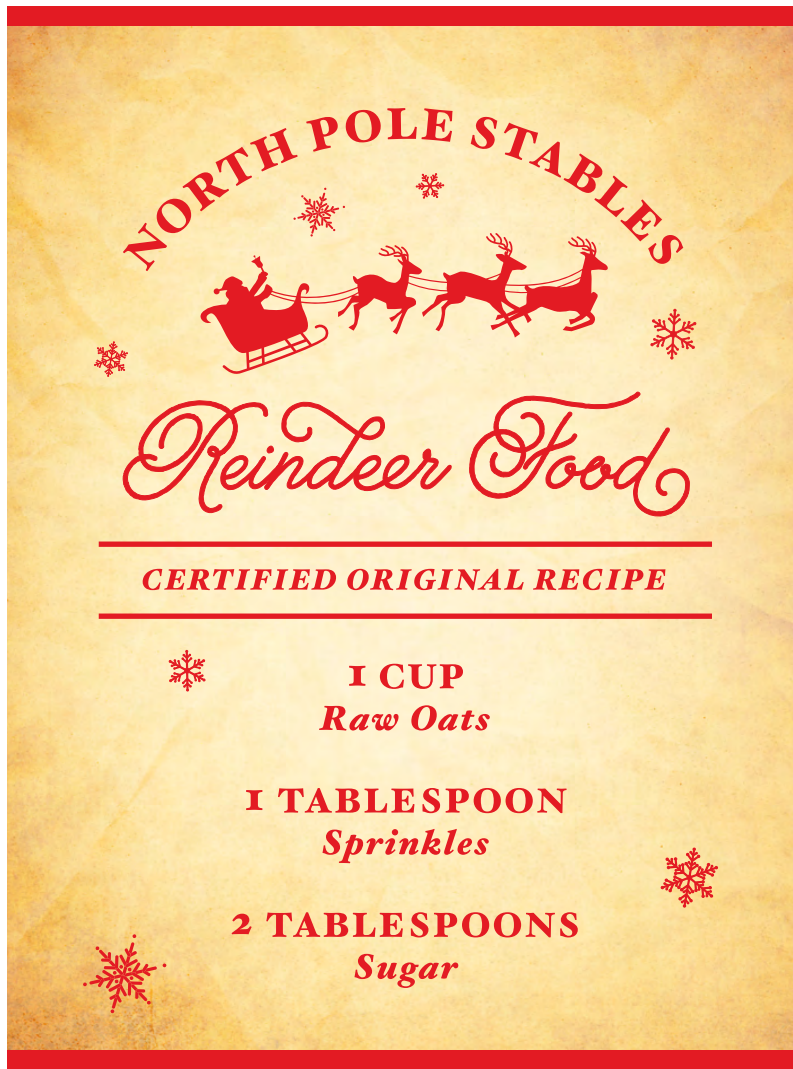 NORTH POLE STABLES
Reindeer Food
CERTIFIED ORIGINAL RECIPE
1 CUP
Raw Oats
1 TABLESPOON
Sprinkles
2 TABLESPOONS
Sugar